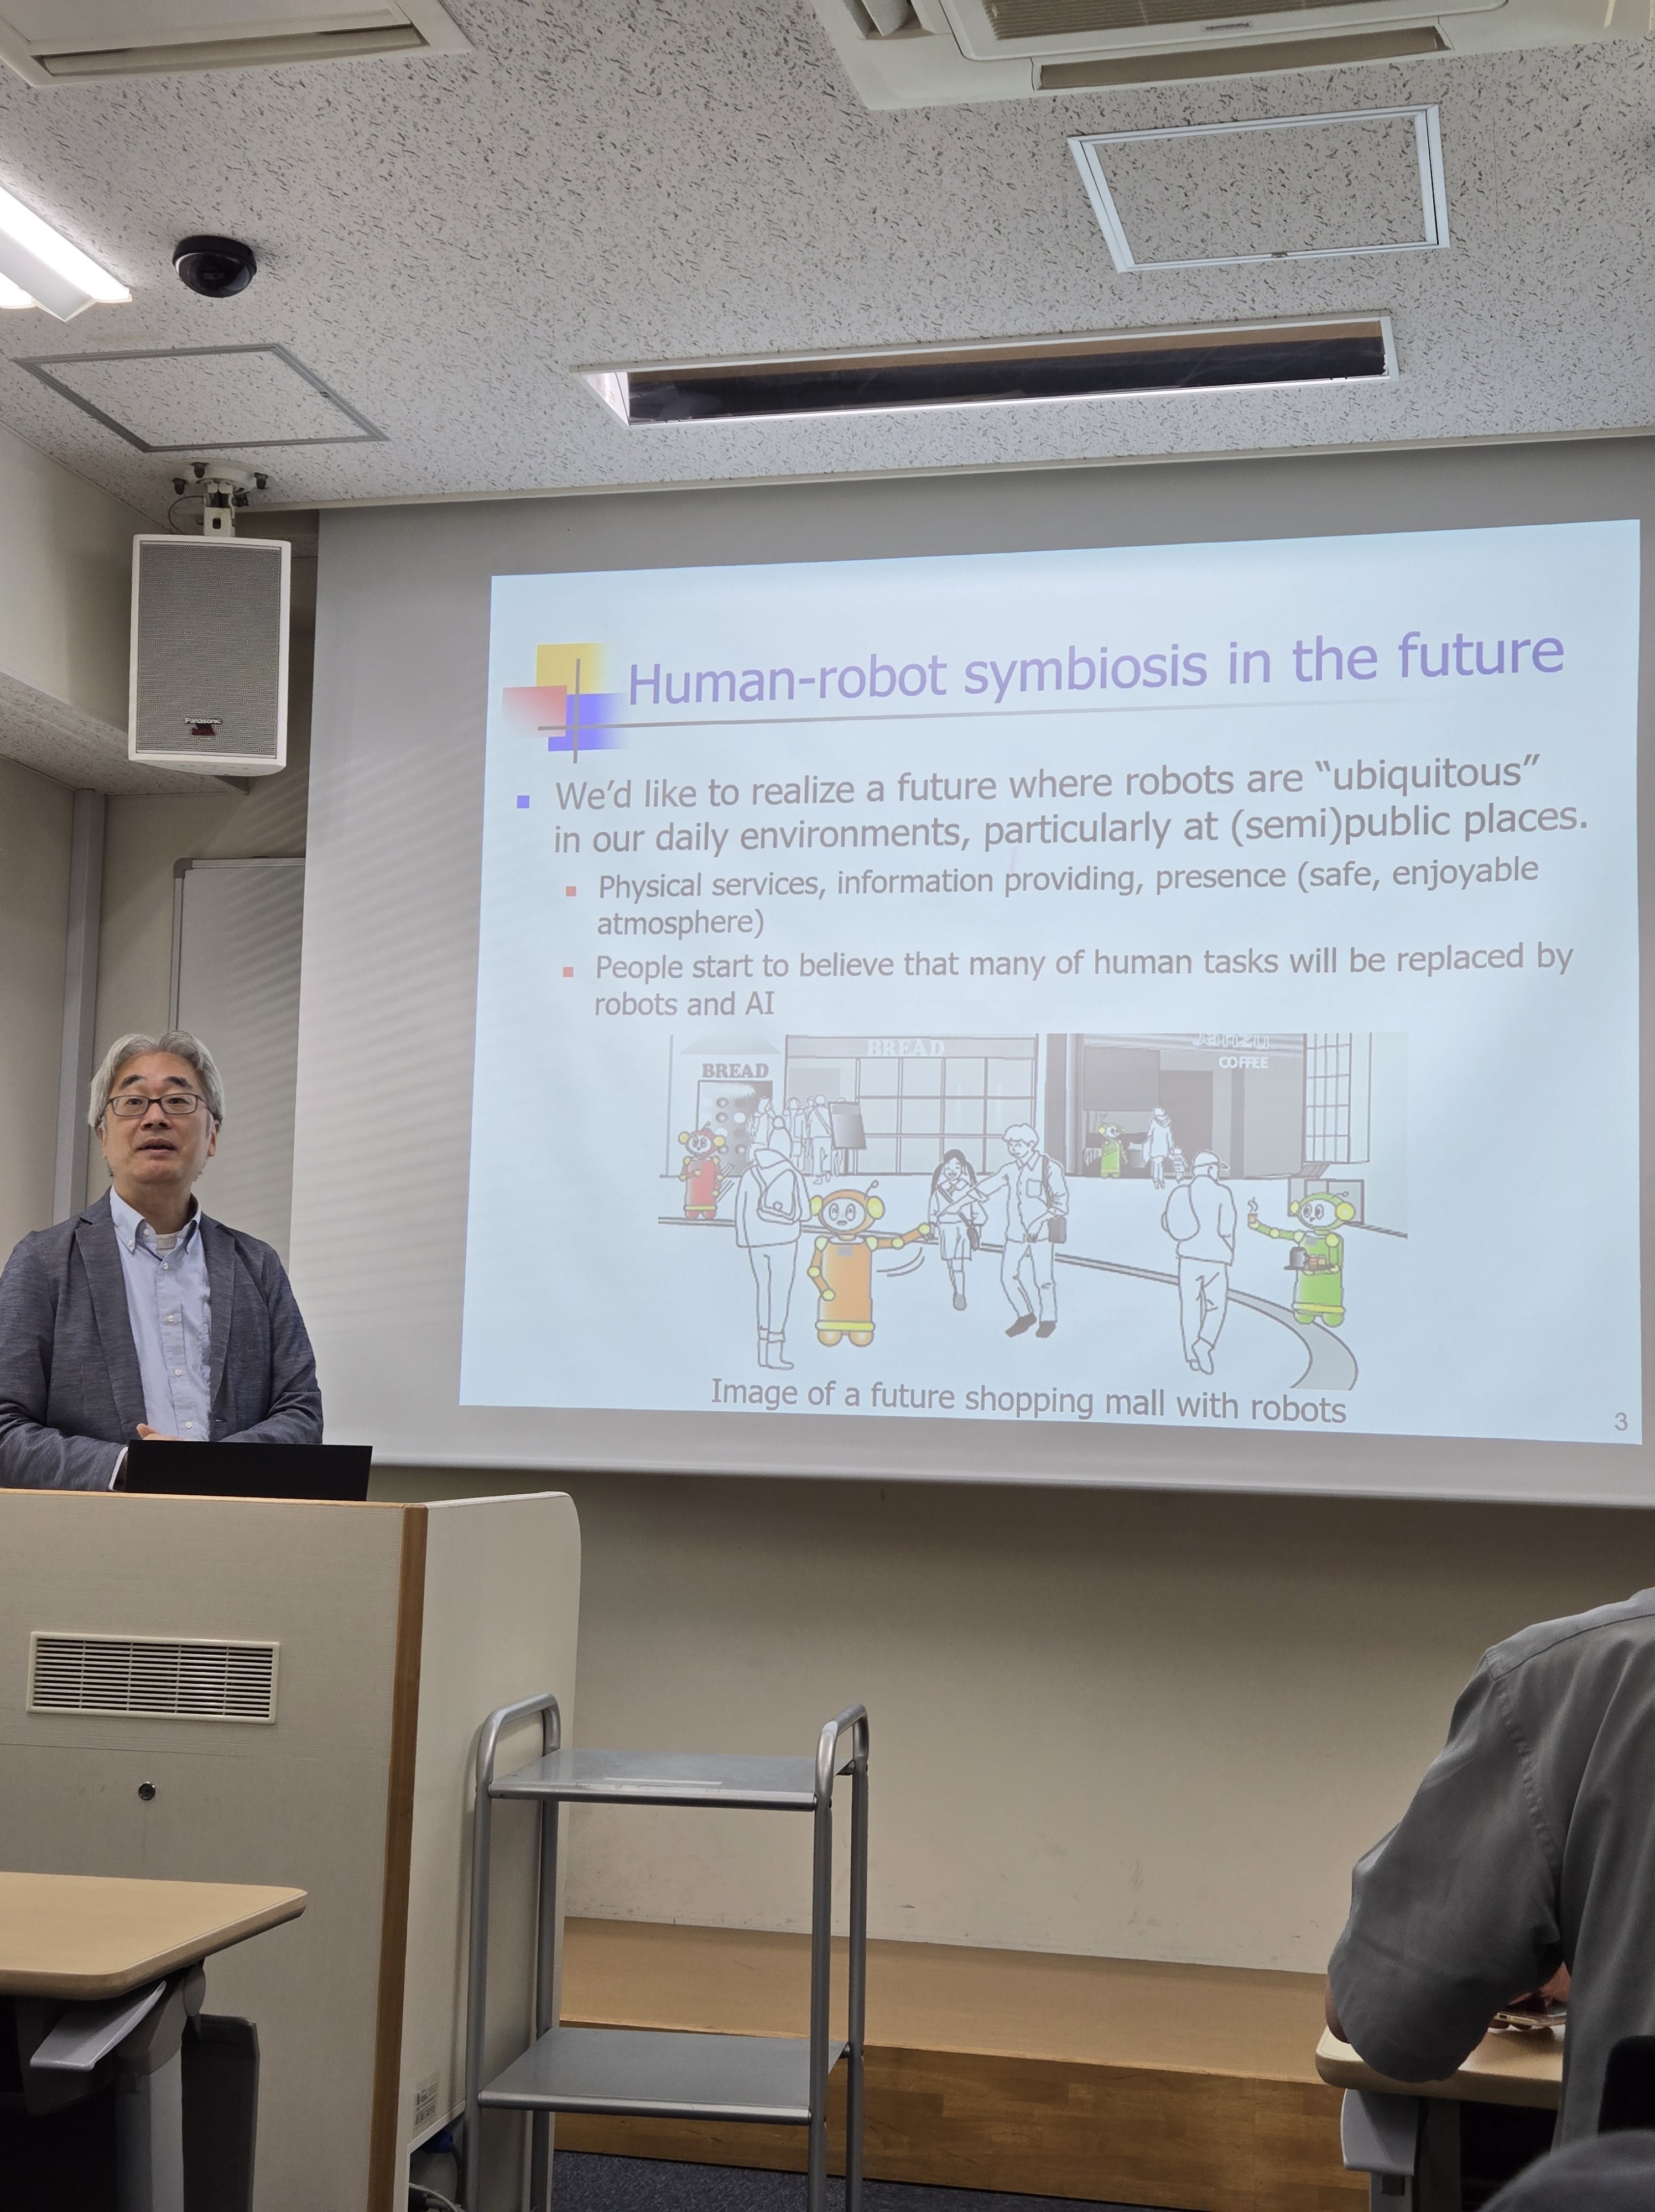 Panasonic
Human-robot symbiosis in the future
We’d like to realize a future where robots are “ubiquitous”
in our daily environments, particularly at (semi)public places.
Physical services, information providing, presence (safe, enjoyable
atmosphere)
People start to believe that many of human tasks will be replaced by
robots and AI
BREAD
BREAD
COFFEE
Image of a future shopping mall with robots
3